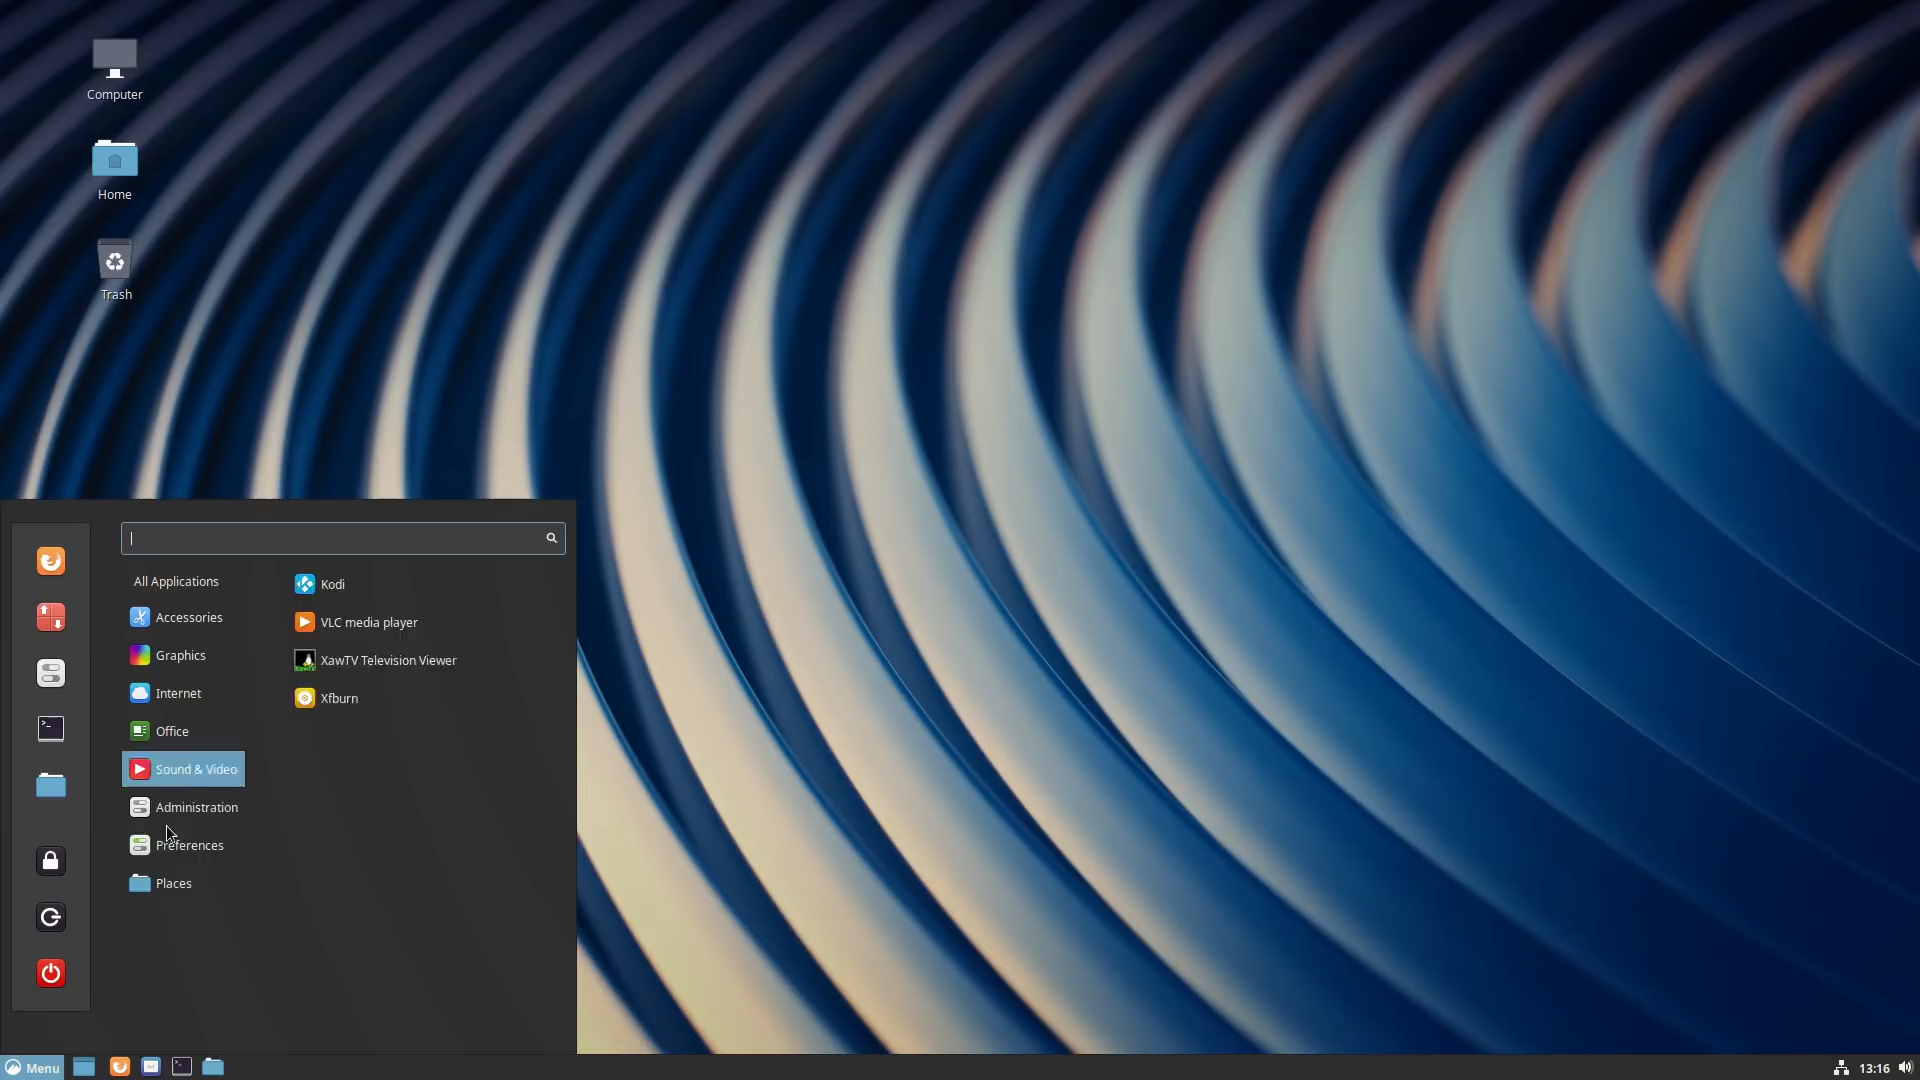 Computer
Home
Trash
All Applications
Accessories
Graphics
Internet
Office
Sound & Video
Administration
Preferences
Places
Kodi
VLC media player
XawTV Television Viewer
Xfburn
Menu
13:16